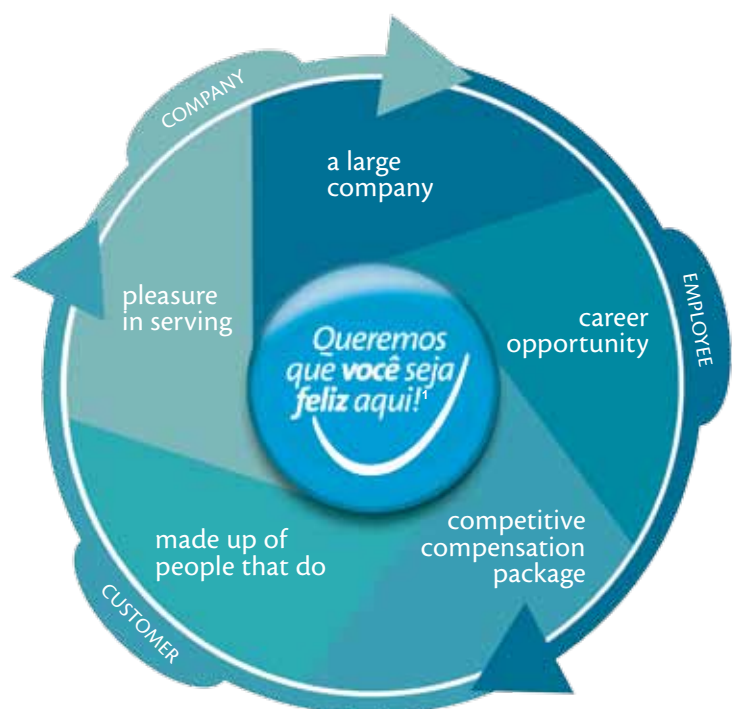 COMPANY
a large
company
EMPLOYEE
career
opportunity
competitive
compensation
package
CUSTOMER
made up of
people that do
pleasure
in serving
Queremos
que você seja
feliz aqui!¹